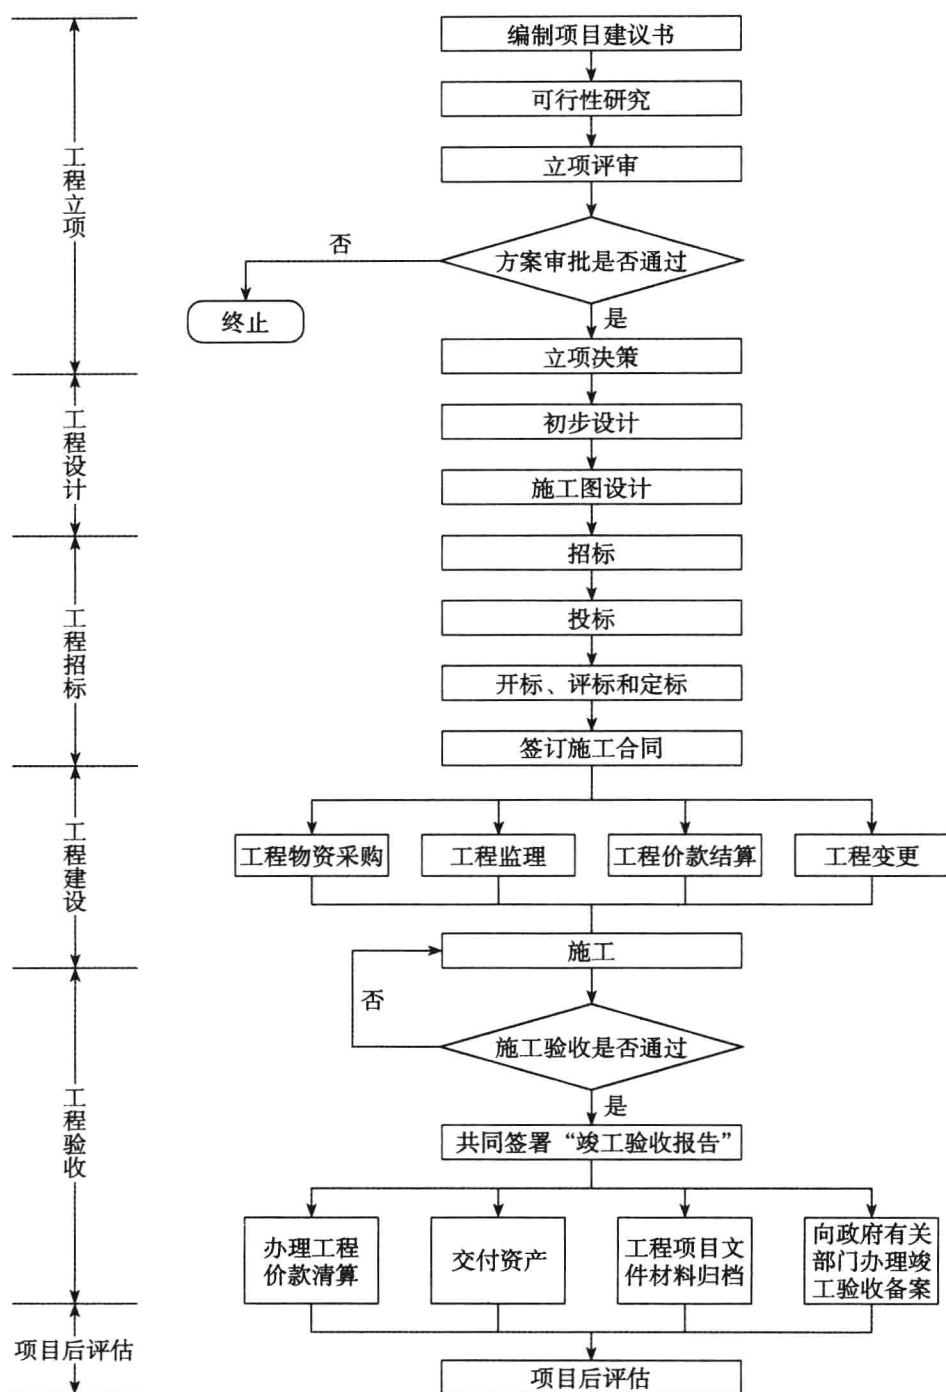 编制项目建议书
可行性研究
立项评审
工程立项
否
方案审批是否通过
终止
是
立项决策
初步设计
工程设计
施工图设计
招标
投标
工程招标
开标、评标和定标
签订施工合同
工程建设
工程物资采购
工程监理
工程价款结算
工程变更
施工
否
施工验收是否通过
是
工程验收
共同签署“竣工验收报告”
办理工程
价款清算
交付资产
工程项目文
件材料归档
向政府有关
部门办理竣
工验收备案
项目后评估
项目后评估